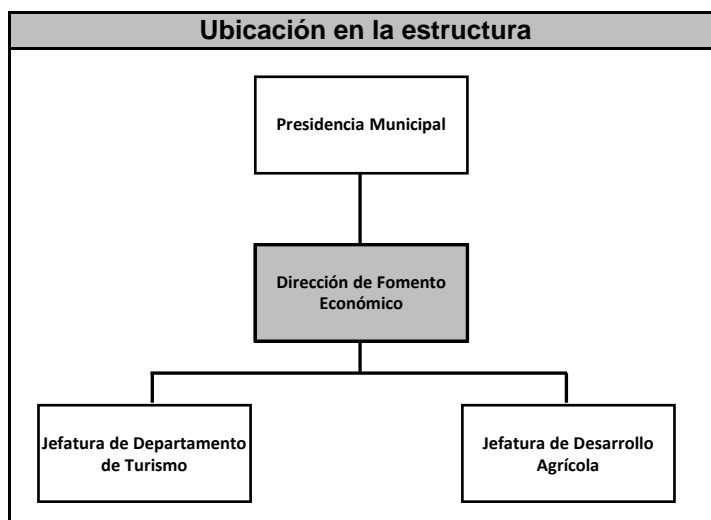 Ubicación en la estructura
Presidencia Municipal
Dirección de Fomento
Económico
Jefatura de Departamento
de Turismo
Jefatura de Desarrollo
Agrícola